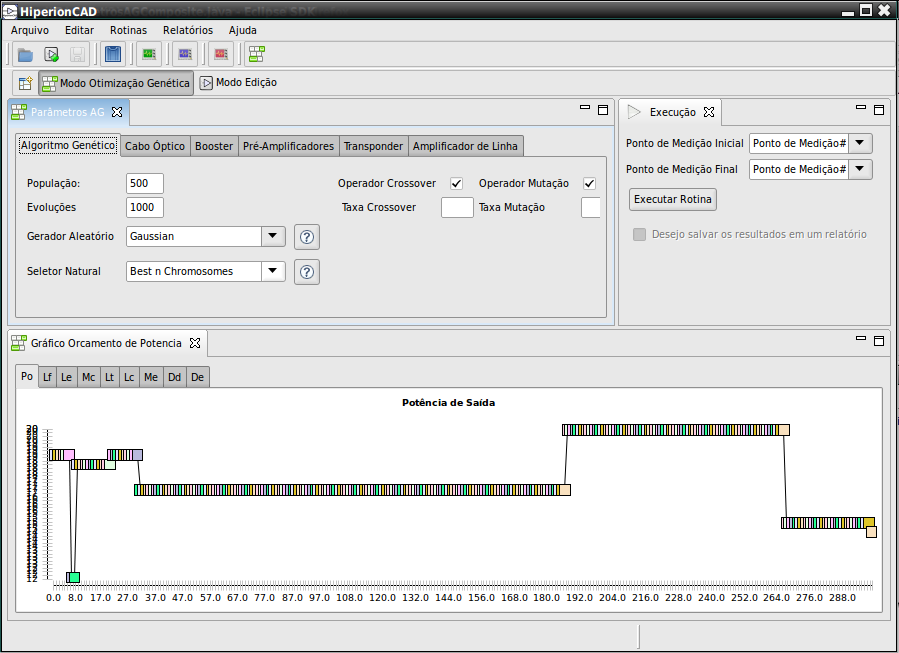 HiperionCAD
Arquivo Editar Rotinas Relatórios Ajuda
Modo Otimização Genética Modo Edição
Parâmetros AG
Algoritmo Genético Cabo Óptico Booster Pré-Amplificadores Transponder Amplificador de Linha
População: 500 Operador Crossover Operador Mutação
Evoluções 1000 Taxa Crossover Taxa Mutação
Gerador Aleatório Gaussian ?
Seletor Natural Best n Chromosomes ?
Execução
Ponto de Medição Inicial Ponto de Medição#
Ponto de Medição Final Ponto de Medição#
Executar Rotina
Desejo salvar os resultados em um relatório
Gráfico Orcamento de Potencia
Po Lf Le Mc Lt Lc Me Dd De
Potência de Saída
20
12
0.0 8.0 17.0 27.0 37.0 47.0 57.0 67.0 77.0 87.0 97.0 108.0 120.0 132.0 144.0 156.0 168.0 180.0 192.0 204.0 216.0 228.0 240.0 252.0 264.0 276.0 288.0